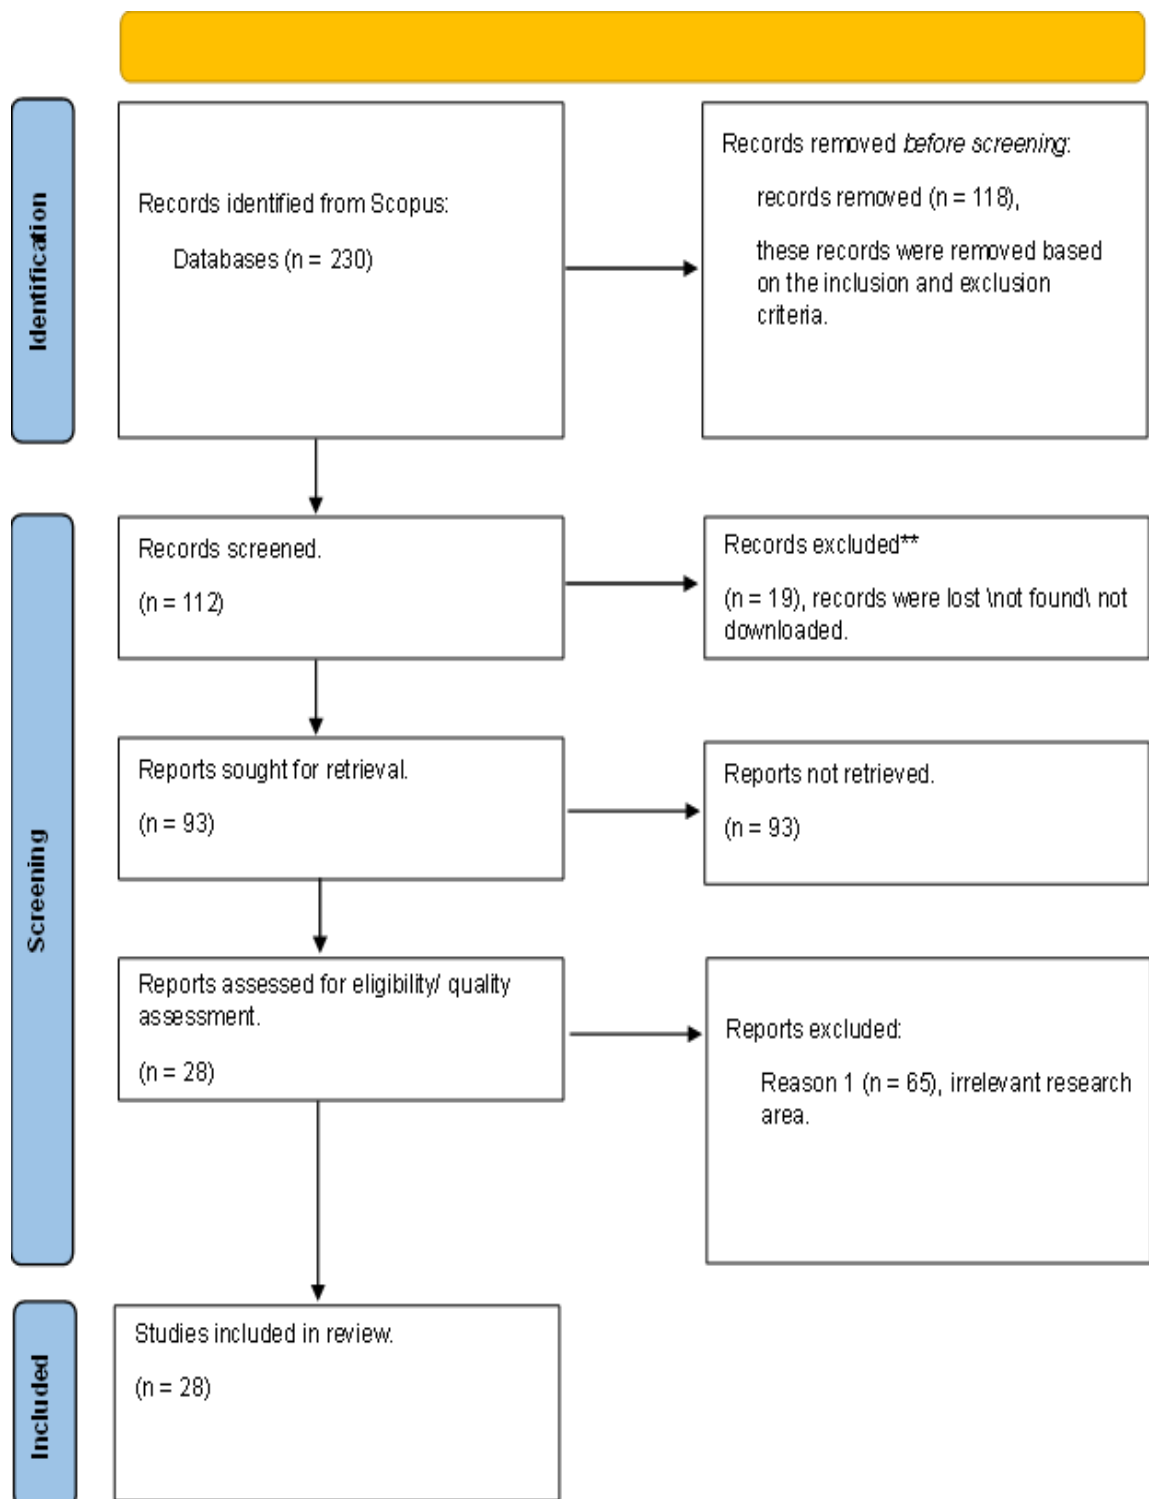 Identification
Records identified from Scopus:
Databases (n = 230)
Records removed before screening:
records removed (n = 118),
these records were removed based
on the inclusion and exclusion
criteria.
Screening
Records screened.
(n = 112)
Records excluded**
(n = 19), records were lost \not found\ not
downloaded.
Reports sought for retrieval.
(n = 93)
Reports not retrieved.
(n = 93)
Reports assessed for eligibility/ quality
assessment.
(n = 28)
Reports excluded:
Reason 1 (n = 65), irrelevant research
area.
Included
Studies included in review.
(n = 28)